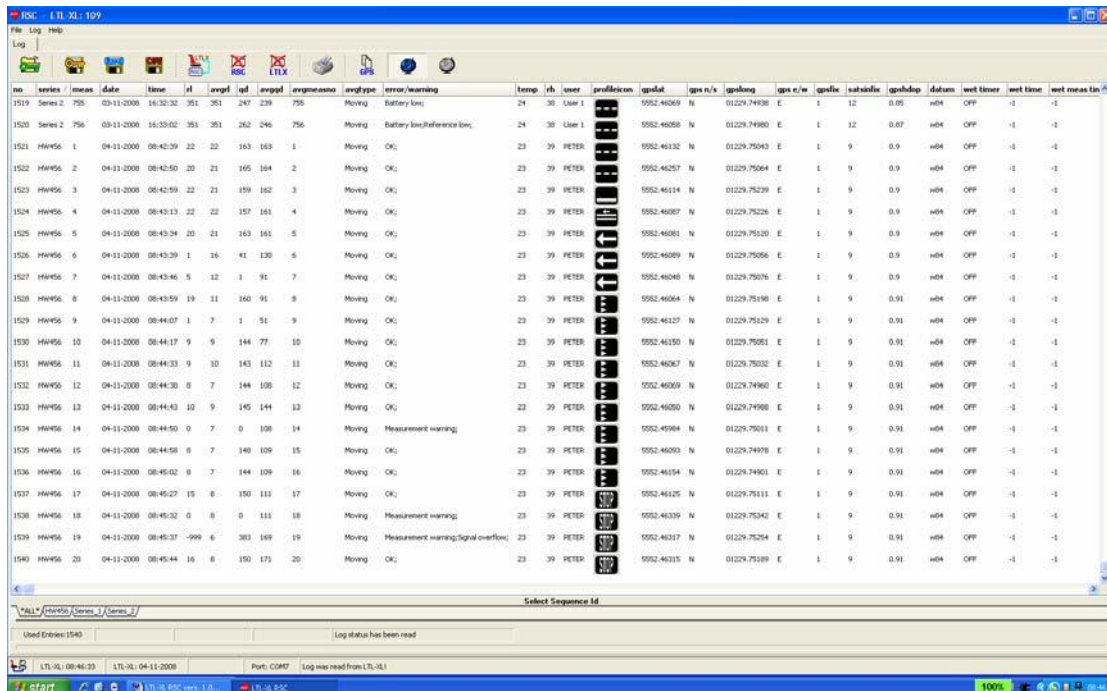 RSC - LTL-XL: 109
File Log Help
Log
RSC LTLX GPS
no series / meas date time rl avgrl qd avgqd avgmeasno avgtype error/warning temp rh user profileicon gpslat gps n/s gpslong gps e/w gpsfix satsinfix gpshdop datum wet timer wet time wet meas tin
1519 Series 2 755 03-11-2008 16:32:32 351 351 247 239 755 Moving Battery low; 24 38 User 1 5552.46069 N 01229.74938 E 1 12 0.85 w84 OFF -1 -1
1520 Series 2 756 03-11-2008 16:33:02 351 351 262 246 756 Moving Battery low;Reference low; 24 38 User 1 5552.46058 N 01229.74980 E 1 12 0.87 w84 OFF -1 -1
1521 HW456 1 04-11-2008 08:42:39 22 22 163 163 1 Moving OK; 23 39 PETER 5552.46132 N 01229.75043 E 1 9 0.9 w84 OFF -1 -1
1522 HW456 2 04-11-2008 08:42:50 20 21 165 164 2 Moving OK; 23 39 PETER 5552.46257 N 01229.75064 E 1 9 0.9 w84 OFF -1 -1
1523 HW456 3 04-11-2008 08:42:59 22 21 159 162 3 Moving OK; 23 39 PETER 5552.46114 N 01229.75239 E 1 9 0.9 w84 OFF -1 -1
1524 HW456 4 04-11-2008 08:43:13 22 22 157 161 4 Moving OK; 23 39 PETER 5552.46087 N 01229.75226 E 1 9 0.9 w84 OFF -1 -1
1525 HW456 5 04-11-2008 08:43:34 20 21 163 161 5 Moving OK; 23 39 PETER 5552.46081 N 01229.75120 E 1 9 0.9 w84 OFF -1 -1
1526 HW456 6 04-11-2008 08:43:39 1 16 41 130 6 Moving OK; 23 39 PETER 5552.46089 N 01229.75056 E 1 9 0.9 w84 OFF -1 -1
1527 HW456 7 04-11-2008 08:43:46 5 12 1 91 7 Moving OK; 23 39 PETER 5552.46048 N 01229.75076 E 1 9 0.9 w84 OFF -1 -1
1528 HW456 8 04-11-2008 08:43:59 19 11 160 91 8 Moving OK; 23 39 PETER 5552.46064 N 01229.75198 E 1 9 0.91 w84 OFF -1 -1
1529 HW456 9 04-11-2008 08:44:07 1 7 1 51 9 Moving OK; 23 39 PETER 5552.46127 N 01229.75129 E 1 9 0.91 w84 OFF -1 -1
1530 HW456 10 04-11-2008 08:44:17 9 9 144 77 10 Moving OK; 23 39 PETER 5552.46150 N 01229.75051 E 1 9 0.91 w84 OFF -1 -1
1531 HW456 11 04-11-2008 08:44:33 9 10 143 112 11 Moving OK; 23 39 PETER 5552.46067 N 01229.75032 E 1 9 0.91 w84 OFF -1 -1
1532 HW456 12 04-11-2008 08:44:38 8 7 144 108 12 Moving OK; 23 39 PETER 5552.46069 N 01229.74960 E 1 9 0.91 w84 OFF -1 -1
1533 HW456 13 04-11-2008 08:44:43 10 9 145 144 13 Moving OK; 23 39 PETER 5552.46050 N 01229.74988 E 1 9 0.91 w84 OFF -1 -1
1534 HW456 14 04-11-2008 08:44:50 0 7 0 108 14 Moving Measurement warning; 23 39 PETER 5552.45984 N 01229.75011 E 1 9 0.91 w84 OFF -1 -1
1535 HW456 15 04-11-2008 08:44:58 8 7 148 109 15 Moving OK; 23 39 PETER 5552.46093 N 01229.74978 E 1 9 0.91 w84 OFF -1 -1
1536 HW456 16 04-11-2008 08:45:02 8 7 144 109 16 Moving OK; 23 39 PETER 5552.46154 N 01229.74901 E 1 9 0.91 w84 OFF -1 -1
1537 HW456 17 04-11-2008 08:45:27 15 8 150 111 17 Moving OK; 23 39 PETER STOP 5552.46125 N 01229.75111 E 1 9 0.91 w84 OFF -1 -1
1538 HW456 18 04-11-2008 08:45:32 0 8 0 111 18 Moving Measurement warning; 23 39 PETER STOP 5552.46339 N 01229.75342 E 1 9 0.91 w84 OFF -1 -1
1539 HW456 19 04-11-2008 08:45:37 -999 6 383 169 19 Moving Measurement warning;Signal overflow; 23 39 PETER STOP 5552.46317 N 01229.75254 E 1 9 0.91 w84 OFF -1 -1
1540 HW456 20 04-11-2008 08:45:44 16 8 150 171 20 Moving OK; 23 39 PETER STOP 5552.46315 N 01229.75189 E 1 9 0.91 w84 OFF -1 -1
Select Sequence Id
*ALL* HW456 Series_1 Series_2
Used Entries:1540 Log status has been read
LTL-XL: 08:46:33 LTL-XL: 04-11-2008 Port: COM7 Log was read from LTL-XL!
start LTL-XL RSC vers. 1.0... LTL-XL RSC 100% 08:46